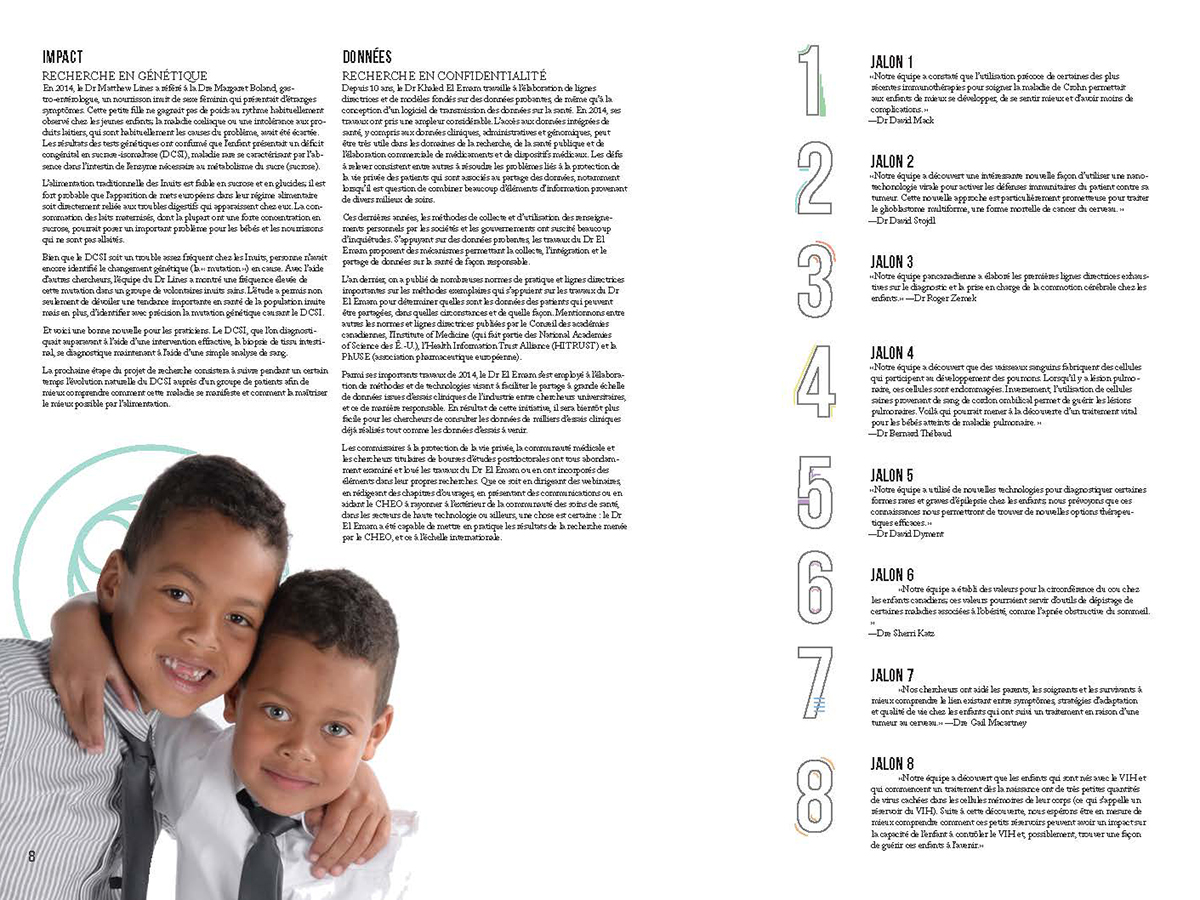 IMPACT
RECHERCHE EN GÉNÉTIQUE
En 2014, le Dr Matthew Lines a référé à la Dre Margaret Boland, gas-
tro-entérologue, un nourrisson inuit de sexe féminin qui présentait d'étranges
symptômes. Cette petite fille ne gagnait pas de poids au rythme habituellement
observé chez les jeunes enfants; la maladie cœliaque ou une intolérance aux pro-
duits laitiers, qui sont habituellement les causes du problème, avait été écartée.
Les résultats des tests génétiques ont confirmé que l'enfant présentait un déficit
congénital en sucrase-isomaltase (DCSI), maladie rare se caractérisant par l'ab-
sence dans l'intestin de l'enzyme nécessaire au métabolisme du sucre (sucrose).
L'alimentation traditionnelle des Inuits est faible en sucrose et en glucides; il est
fort probable que l'apparition de mets européens dans leur régime alimentaire
soit directement reliée aux troubles digestifs qui apparaissent chez eux. La con-
sommation des laits maternisés, dont la plupart ont une forte concentration en
sucrose, pourrait poser un important problème pour les bébés et les nourrissons
qui ne sont pas allaités.
Bien que le DCSI soit un trouble assez fréquent chez les Inuits, personne n'avait
encore identifié le changement génétique (la « mutation ») en cause. Avec l'aide
d'autres chercheurs, l'équipe du Dr Lines a montré une fréquence élevée de
cette mutation dans un groupe de volontaires inuits sains. L'étude a permis non
seulement de dévoiler une tendance importante en santé de la population inuite
mais en plus, d'identifier avec précision la mutation génétique causant le DCSI.
Et voici une bonne nouvelle pour les praticiens. Le DCSI, que l'on diagnosti-
quait auparavant à l'aide d'une intervention effractive, la biopsie de tissu intesti-
nal, se diagnostique maintenant à l'aide d'une simple analyse de sang.
La prochaine étape du projet de recherche consistera à suivre pendant un certain
temps l'évolution naturelle du DCSI auprès d'un groupe de patients afin de
mieux comprendre comment cette maladie se manifeste et comment la maîtriser
le mieux possible par l'alimentation.
DONNÉES
RECHERCHE EN CONFIDENTIALITÉ
Depuis 10 ans, le Dr Khaled El Emam travaille à l'élaboration de lignes
directrices et de modèles fondés sur des données probantes, de même qu'à la
conception d'un logiciel de transmission des données sur la santé. En 2014, ses
travaux ont pris une ampleur considérable. L'accès aux données intégrées de
santé, y compris aux données cliniques, administratives et génomiques, peut
être très utile dans les domaines de la recherche, de la santé publique et de
l'élaboration commerciale de médicaments et de dispositifs médicaux. Les défis
à relever consistent entre autres à résoudre les problèmes liés à la protection de
la vie privée des patients qui sont associés au partage des données, notamment
lorsqu'il est question de combiner beaucoup d'éléments d'information provenant
de divers milieux de soins.
Ces dernières années, les méthodes de collecte et d'utilisation des renseigne-
ments personnels par les sociétés et les gouvernements ont suscité beaucoup
d'inquiétudes. S'appuyant sur des données probantes, les travaux du Dr El
Emam proposent des mécanismes permettant la collecte, l'intégration et le
partage de données sur la santé de façon responsable.
L'an dernier, on a publié de nombreuses normes de pratique et lignes directrices
importantes sur les méthodes exemplaires qui s'appuient sur les travaux du Dr
El Emam pour déterminer quelles sont les données des patients qui peuvent
être partagées, dans quelles circonstances et de quelle façon. Mentionnons entre
autres les normes et lignes directrices publiées par le Conseil des académies
canadiennes, l'Institute of Medicine (qui fait partie des National Academies
of Science des É.-U.), l'Health Information Trust Alliance (HITRUST) et la
PhUSE (association pharmaceutique européenne).
Parmi ses importants travaux de 2014, le Dr El Emam s'est employé à l'élabora-
tion de méthodes et de technologies visant à faciliter le partage à grande échelle
de données issues d'essais cliniques de l'industrie entre chercheurs universitaires,
et ce de manière responsable. En résultat de cette initiative, il sera bientôt plus
facile pour les chercheurs de consulter les données de milliers d'essais cliniques
déjà réalisés tout comme les données d'essais à venir.
Les commissaires à la protection de la vie privée, la communauté médicale et
les chercheurs titulaires de bourses d'études postdoctorales ont tous abondam-
ment examiné et loué les travaux du Dr El Emam ou en ont incorporés des
éléments dans leur propres recherches. Que ce soit en dirigeant des webinaires,
en rédigeant des chapitres d'ouvrages, en présentant des communications ou en
aidant le CHEO à rayonner à l'extérieur de la communauté des soins de santé,
dans les secteurs de haute technologie ou ailleurs, une chose est certaine : le Dr
El Emam a été capable de mettre en pratique les résultats de la recherche menée
par le CHEO, et ce à l'échelle internationale.
8
1
JALON 1
«Notre équipe a constaté que l'utilisation précoce de certaines des plus
récentes immunothérapies pour soigner la maladie de Crohn permettait
aux enfants de mieux se développer, de se sentir mieux et d'avoir moins de
complications.»
—Dr David Mack
2
JALON 2
«Notre équipe a découvert une intéressante nouvelle façon d'utiliser une nano-
techonologie virale pour activer les défenses immunitaires du patient contre sa
tumeur. Cette nouvelle approche est particulièrement prometteuse pour traiter
le glioblastome multiforme, une forme mortelle de cancer du cerveau. »
—Dr David Stojdl
3
JALON 3
«Notre équipe pancanadienne a élaboré les premières lignes directrices exhaus-
tives sur le diagnostic et la prise en charge de la commotion cérébrale chez les
enfants.» —Dr Roger Zemek
4
JALON 4
«Notre équipe a découvert que des vaisseaux sanguins fabriquent des cellules
qui participent au développement des poumons. Lorsqu'il y a lésion pulmo-
naire, ces cellules sont endommagées. Inversement, l'utilisation de cellules
saines provenant de sang de cordon ombilical permet de guérir les lésions
pulmonaires. Voilà qui pourrait mener à la découverte d'un traitement vital
pour les bébés atteints de maladie pulmonaire. »
—Dr Bernard Thébaud
5
JALON 5
«Notre équipe a utilisé de nouvelles technologies pour diagnostiquer certaines
formes rares et graves d'épilepsie chez les enfants; nous prévoyons que ces
connaissances nous permettront de trouver de nouvelles options thérapeu-
tiques efficaces.»
—Dr David Dyment
6
JALON 6
«Notre équipe a établi des valeurs pour la circonférence du cou chez
les enfants canadiens; ces valeurs pourraient servir d'outils de dépistage de
certaines maladies associées à l'obésité, comme l'apnée obstructive du sommeil.
»
—Dre Sherri Katz
7
JALON 7
«Nos chercheurs ont aidé les parents, les soignants et les survivants à
mieux comprendre le lien existant entre symptômes, stratégies d'adaptation
et qualité de vie chez les enfants qui ont suivi un traitement en raison d'une
tumeur au cerveau.» —Dre Gail Macartney
8
JALON 8
«Notre équipe a découvert que les enfants qui sont nés avec le VIH et
qui commencent un traitement dès la naissance ont de très petites quantités
de virus cachées dans les cellules mémoires de leur corps (ce qui s'appelle un
réservoir du VIH). Suite à cette découverte, nous espérons être en mesure de
mieux comprendre comment ces petits réservoirs peuvent avoir un impact sur
la capacité de l'enfant à contrôler le VIH et, possiblement, trouver une façon
de guérir ces enfants à l'avenir.»